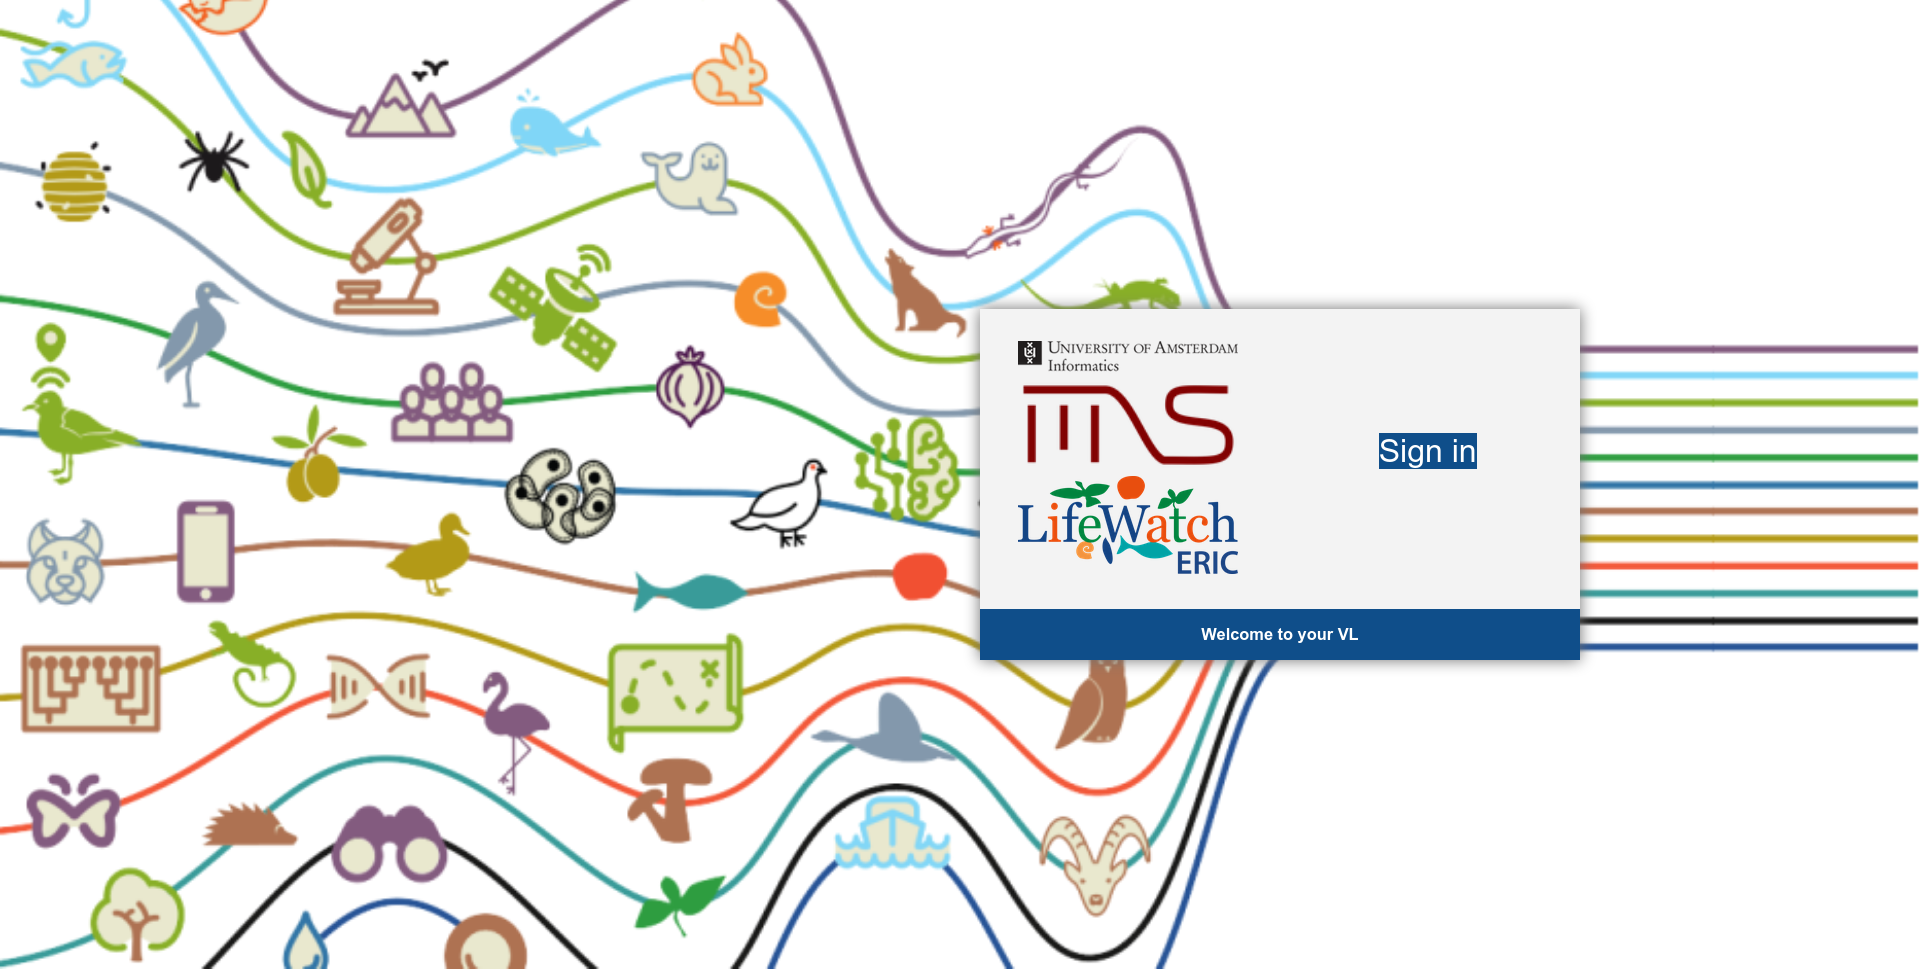 UNIVERSITY OF AMSTERDAM
Informatics
Sign in
LifeWatch
ERIC
Welcome to your VL